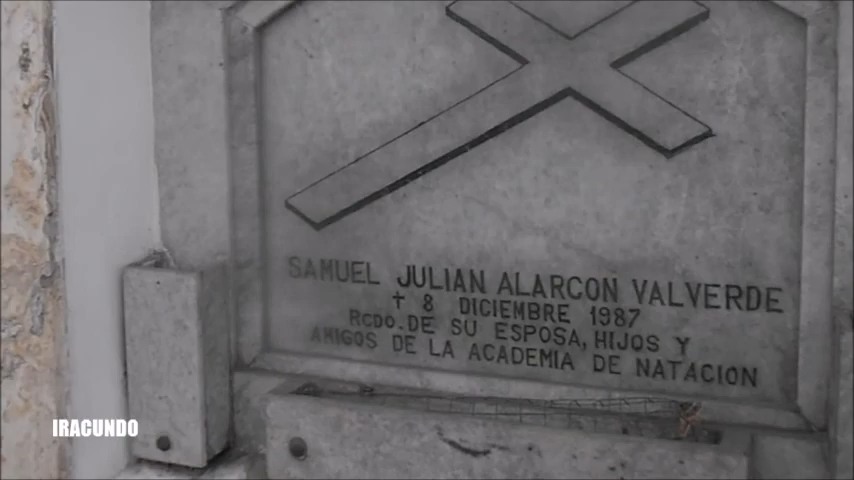 SAMUEL JULIAN ALARCON VALVERDE
† 8 DICIEMBRE 1987
RCDO. DE SU ESPOSA, HIJOS Y
AMIGOS DE LA ACADEMIA DE NATACION
IRACUNDO